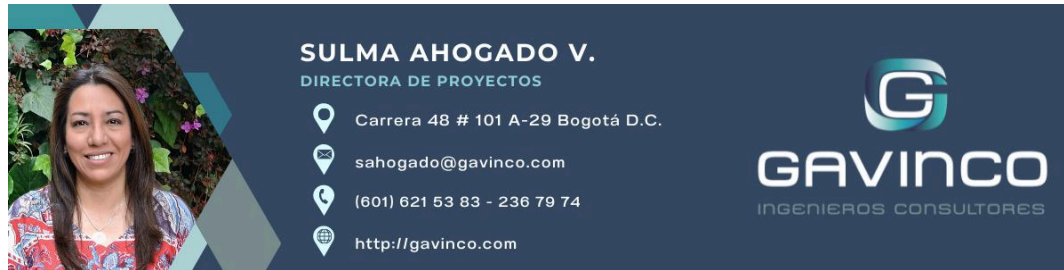 SULMA AHOGADO V.
DIRECTORA DE PROYECTOS
Carrera 48 # 101 A-29 Bogotá D.C.
sahogado@gavinco.com
(601) 621 53 83 - 236 79 74
http://gavinco.com
G
GAVINCO
INGENIEROS CONSULTORES